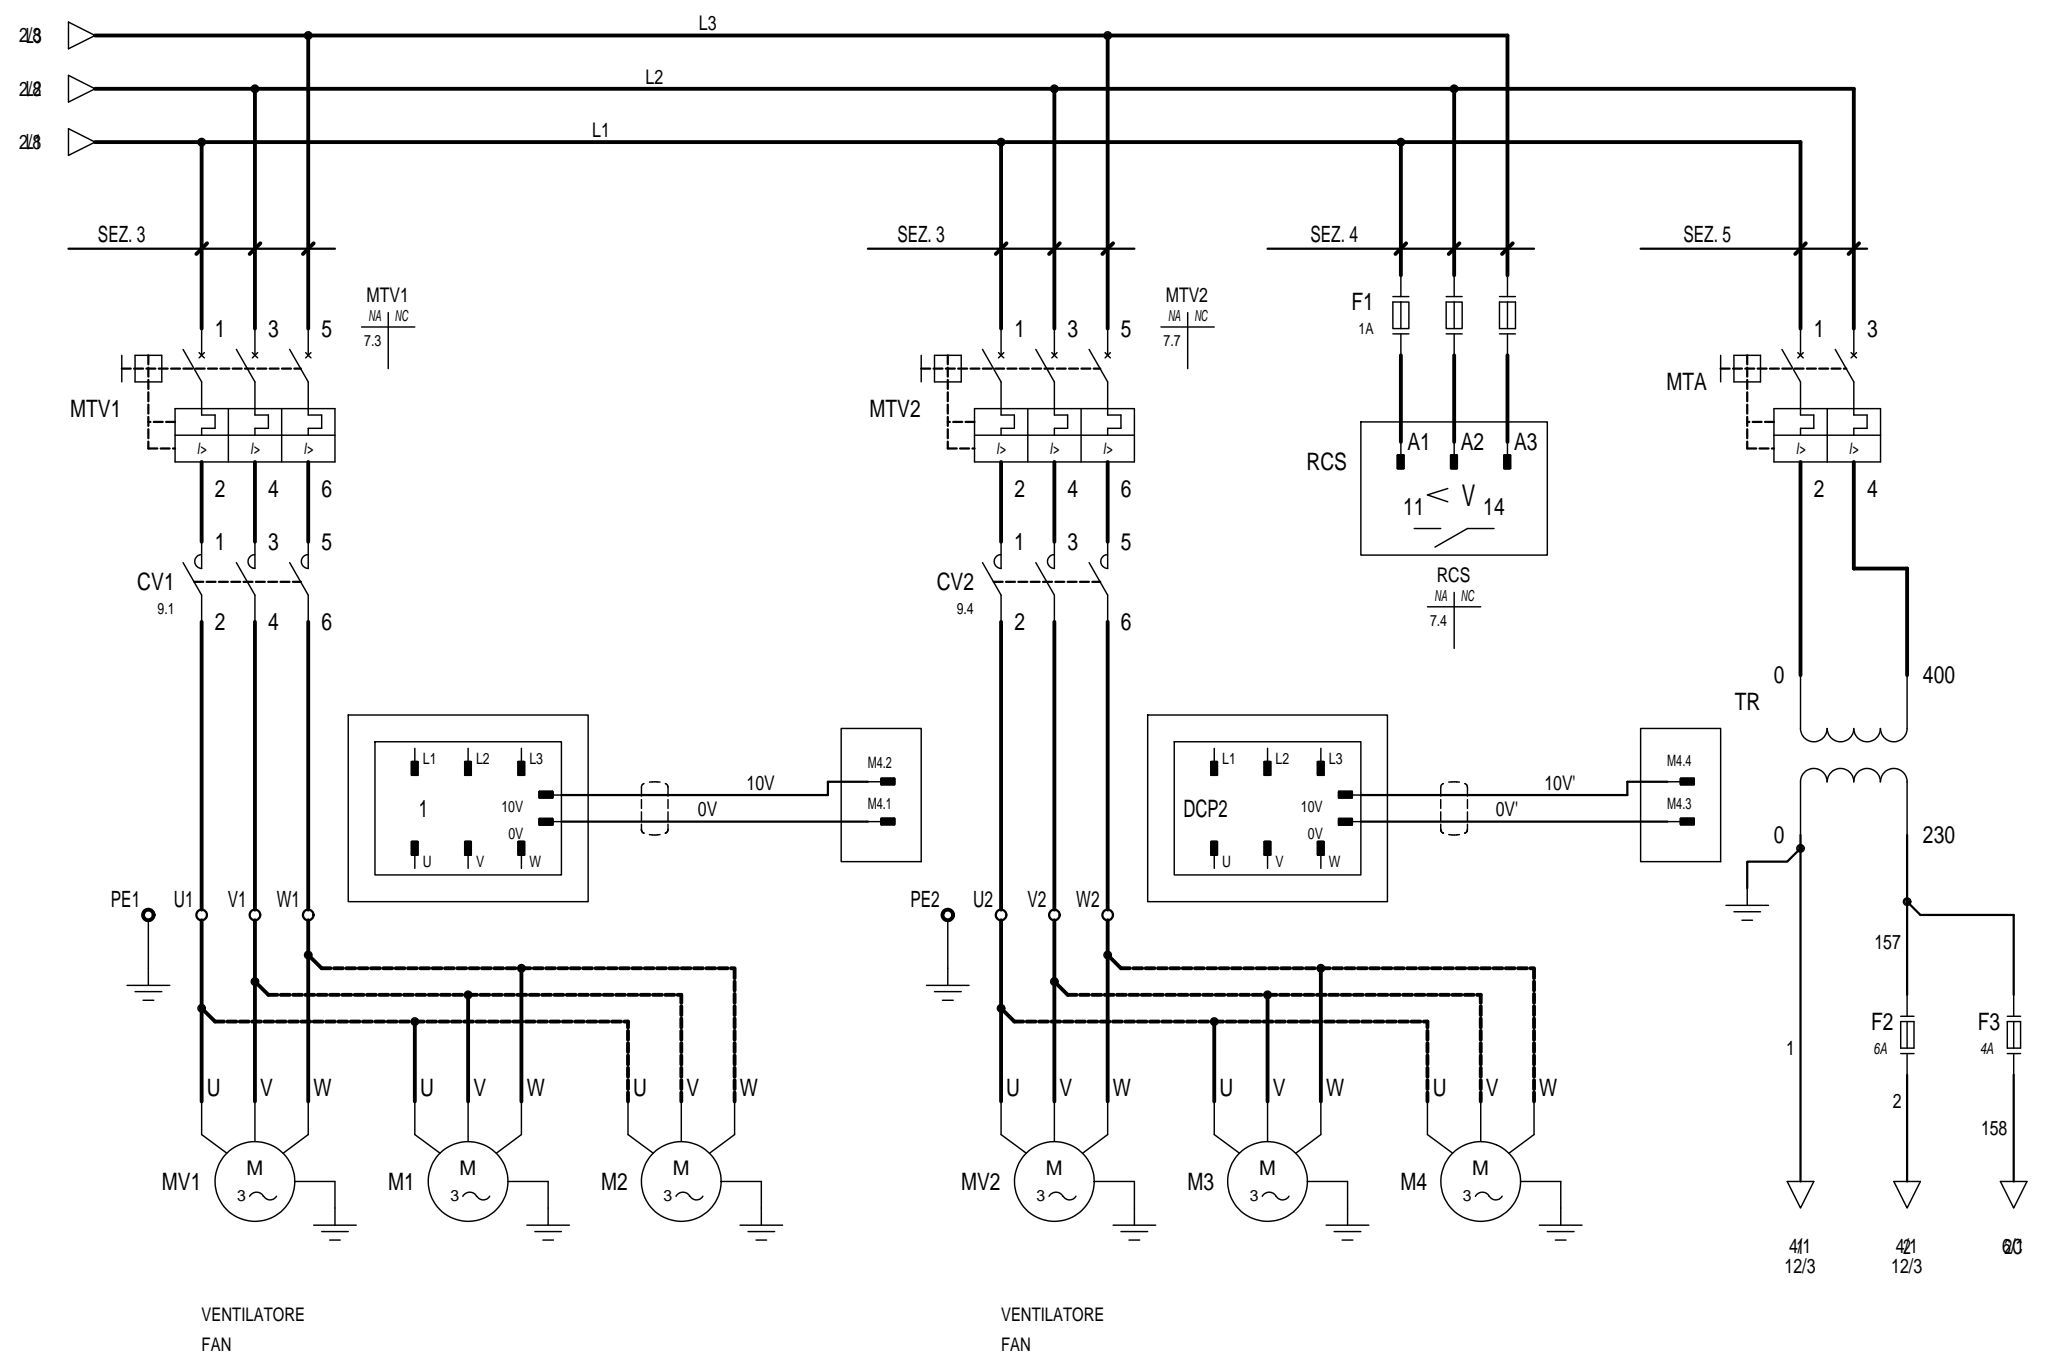 L3
L2
L1
SEZ. 3
SEZ. 3
SEZ. 4
SEZ. 5
MTV1
NA NC
7.3
MTV2
NA NC
7.7
F1
1A
1 3 5
1 3 5
1 3
MTV1
I> I> I>
MTV2
I> I> I>
MTA
I> I>
RCS
A1 A2 A3
< V
11 14
2 4 6
2 4 6
2 4
1 3 5
1 3 5
CV1
9.1
CV2
9.4
2 4 6
2 6
RCS
NA NC
7.4
0 400
TR
L1 L2 L3
1
10V
0V
U V W
10V
0V
M4.2
M4.1
L1 L2 L3
DCP2
10V
0V
U V W
10V'
0V'
M4.4
M4.3
0 230
PE1 U1 V1 W1
PE2 U2 V2 W2
157
F2
6A
F3
4A
1
2
158
U V W U V W U V W
U V W U V W U V W
MV1
M
3
M1
M
3
M2
M
3
MV2
M
3
M3
M
3
M4
M
3
12/3
12/3
VENTILATORE
FAN
VENTILATORE
FAN